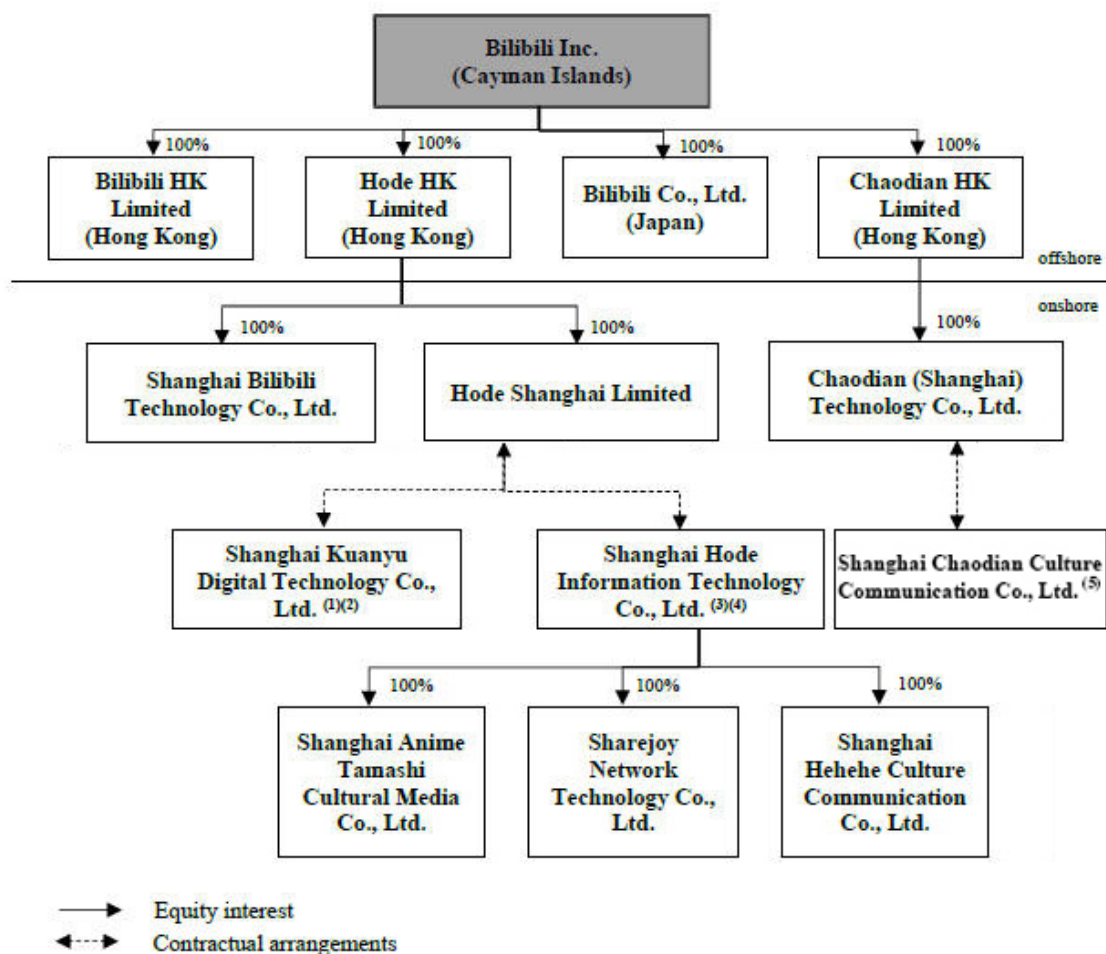 Bilibili Inc.
(Cayman Islands)
100%
100%
100%
100%
Bilibili HK
Limited
(Hong Kong)
Hode HK
Limited
(Hong Kong)
Bilibili Co., Ltd.
(Japan)
Chaodian HK
Limited
(Hong Kong)
offshore
onshore
100%
100%
100%
Shanghai Bilibili
Technology Co., Ltd.
Hode Shanghai Limited
Chaodian (Shanghai)
Technology Co., Ltd.
Shanghai Kuanyu
Digital Technology Co.,
Ltd. (1)(2)
Shanghai Hode
Information Technology
Co., Ltd. (3)(4)
Shanghai Chaodian Culture
Communication Co., Ltd. (5)
100%
100%
100%
Shanghai Anime
Tamashi
Cultural Media
Co., Ltd.
Sharejoy
Network
Technology Co.,
Ltd.
Shanghai
Hehehe Culture
Communication
Co., Ltd.
Equity interest
Contractual arrangements